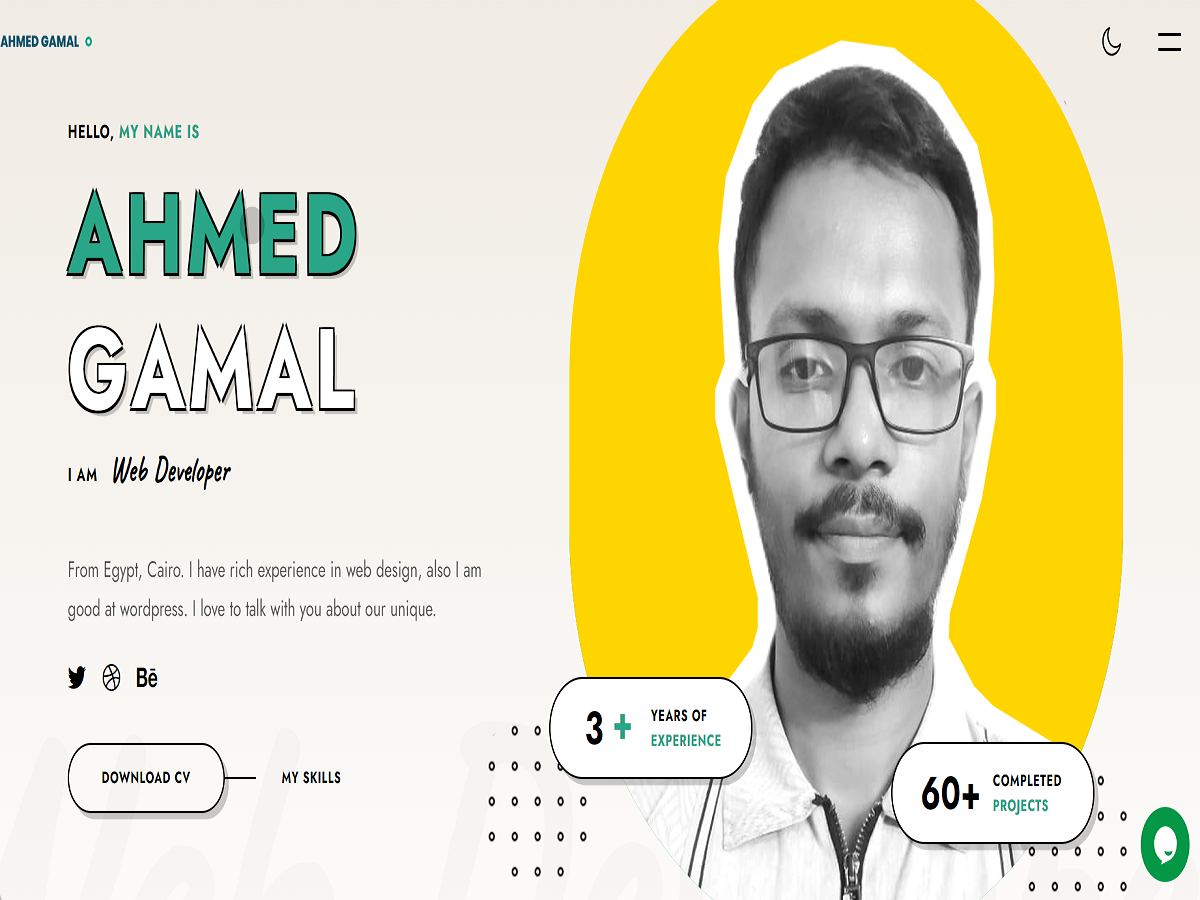 AHMED GAMAL
HELLO, MY NAME IS
AHMED
GAMAL
I AM Web Developer
From Egypt, Cairo. I have rich experience in web design, also I am
good at wordpress. I love to talk with you about our unique.
Bē
DOWNLOAD CV
MY SKILLS
3 +
YEARS OF
EXPERIENCE
60+
COMPLETED
PROJECTS